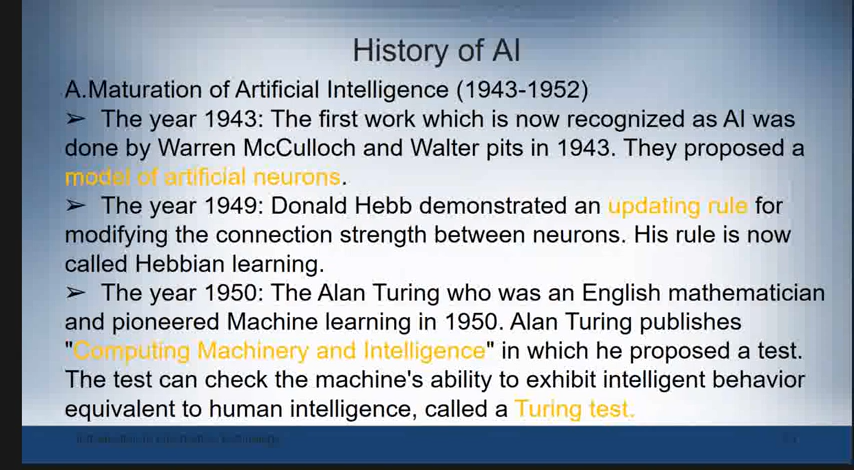 History of AI
A.Maturation of Artificial Intelligence (1943-1952)
➢ The year 1943: The first work which is now recognized as AI was
done by Warren McCulloch and Walter pits in 1943. They proposed a
model of artificial neurons.
➢ The year 1949: Donald Hebb demonstrated an updating rule for
modifying the connection strength between neurons. His rule is now
called Hebbian learning.
➢ The year 1950: The Alan Turing who was an English mathematician
and pioneered Machine learning in 1950. Alan Turing publishes
"Computing Machinery and Intelligence" in which he proposed a test.
The test can check the machine's ability to exhibit intelligent behavior
equivalent to human intelligence, called a Turing test.